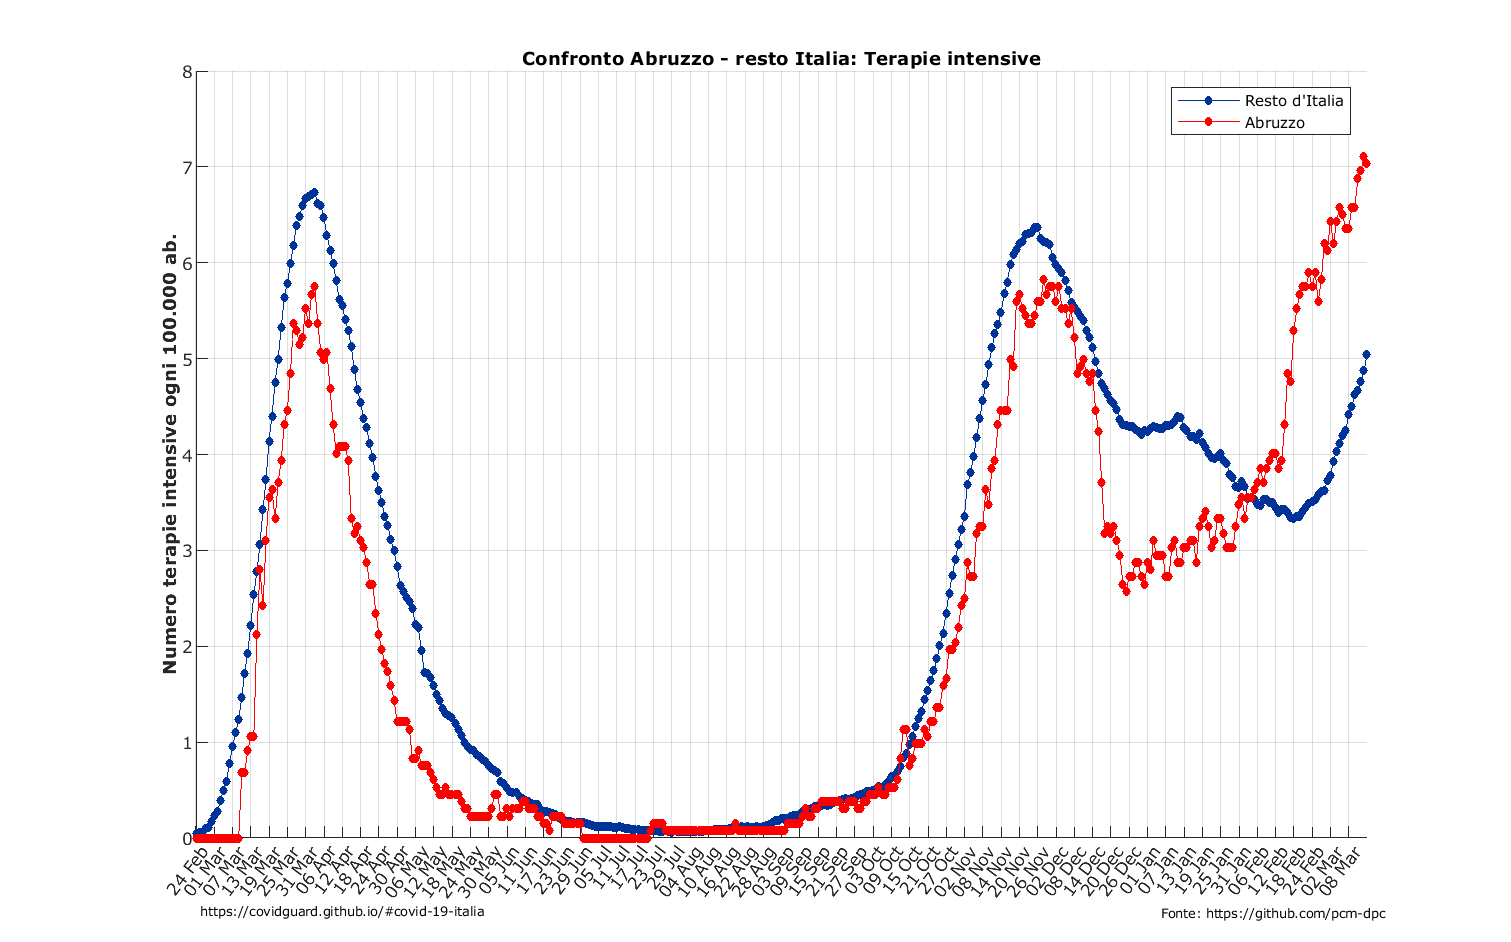 Confronto Abruzzo - resto Italia: Terapie intensive
Resto d'Italia
Abruzzo
Numero terapie intensive ogni 100.000 ab.
8
7
6
5
4
3
2
1
0
24 Feb
01 Mar
07 Mar
13 Mar
19 Mar
25 Mar
31 Mar
06 Apr
12 Apr
18 Apr
24 Apr
30 Apr
06 May
12 May
18 May
24 May
30 May
05 Jun
11 Jun
17 Jun
23 Jun
29 Jun
05 Jul
11 Jul
17 Jul
23 Jul
29 Jul
04 Aug
10 Aug
16 Aug
22 Aug
28 Aug
03 Sep
09 Sep
15 Sep
21 Sep
27 Sep
03 Oct
09 Oct
15 Oct
21 Oct
27 Oct
02 Nov
08 Nov
14 Nov
20 Nov
26 Nov
02 Dec
08 Dec
14 Dec
20 Dec
26 Dec
01 Jan
07 Jan
13 Jan
19 Jan
25 Jan
31 Jan
06 Feb
12 Feb
18 Feb
24 Feb
02 Mar
08 Mar
https://covidguard.github.io/#covid-19-italia
Fonte: https://github.com/pcm-dpc